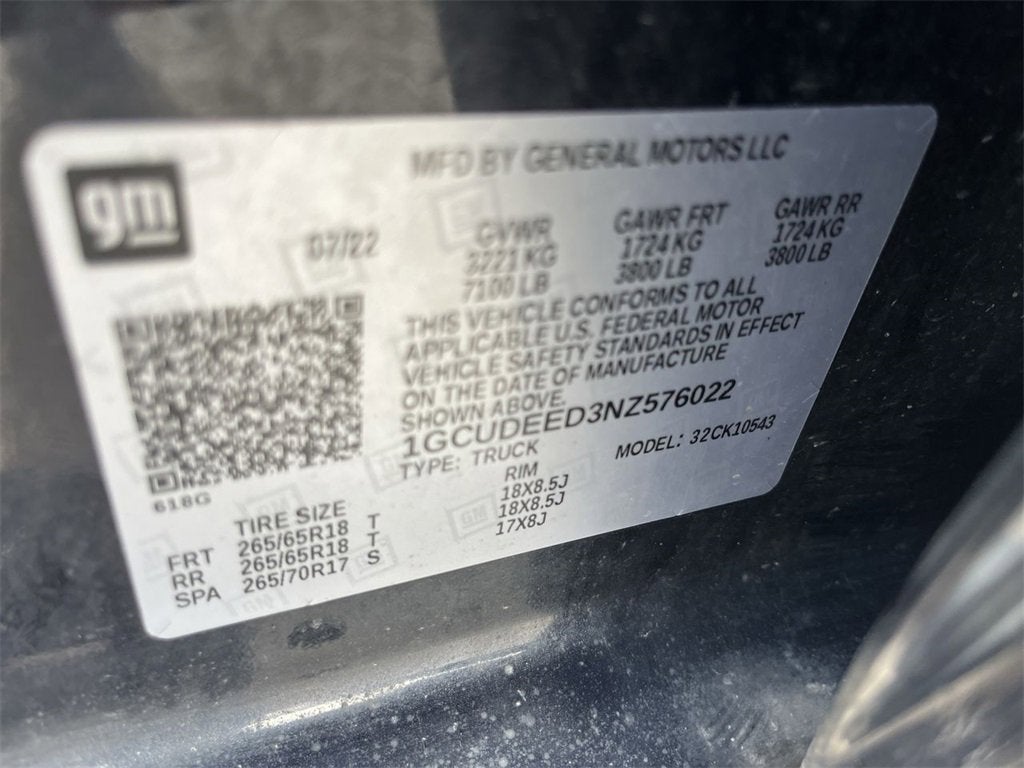 gm
MFD BY GENERAL MOTORS LLC
07/22
GVWR GAWR FRT GAWR RR
3221 KG 1724 KG 1724 KG
7100 LB 3800 LB 3800 LB
THIS VEHICLE CONFORMS TO ALL
APPLICABLE U.S. FEDERAL MOTOR
VEHICLE SAFETY STANDARDS IN EFFECT
ON THE DATE OF MANUFACTURE
SHOWN ABOVE.
1GCUDEED3NZ576022
TYPE: TRUCK MODEL: 32CK10543
618G
TIRE SIZE RIM
FRT 265/65R18 T 18X8.5J
RR 265/65R18 T 18X8.5J
SPA 265/70R17 S 17X8J